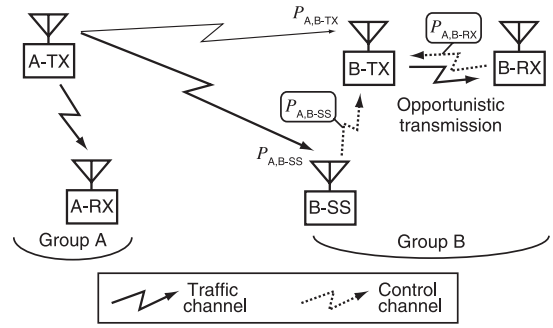 P_A,B-TX
P_A,B-RX
A-TX
B-TX
B-RX
P_A,B-SS
Opportunistic
transmission
P_A,B-SS
A-RX
B-SS
Group A
Group B
Traffic
channel
Control
channel